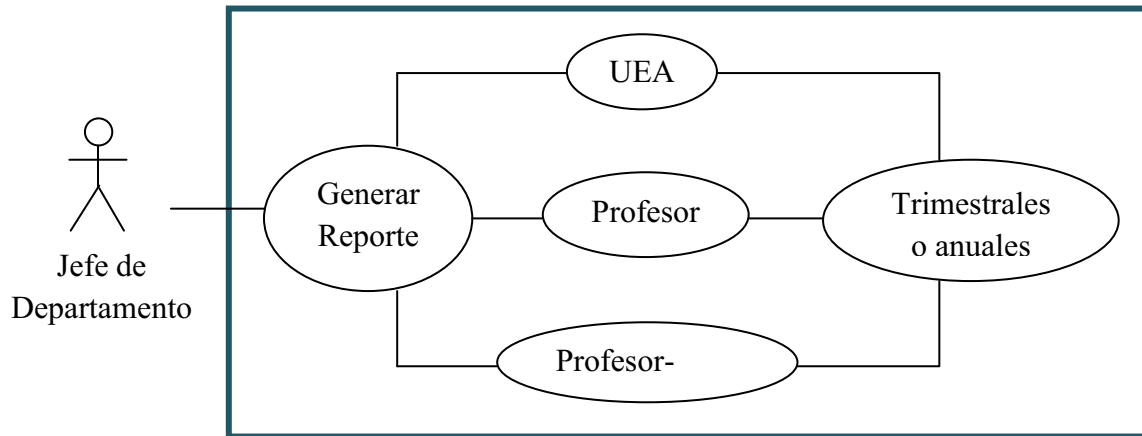 Jefe de
Departamento
Generar
Reporte
UEA
Profesor
Profesor-
Trimestrales
o anuales